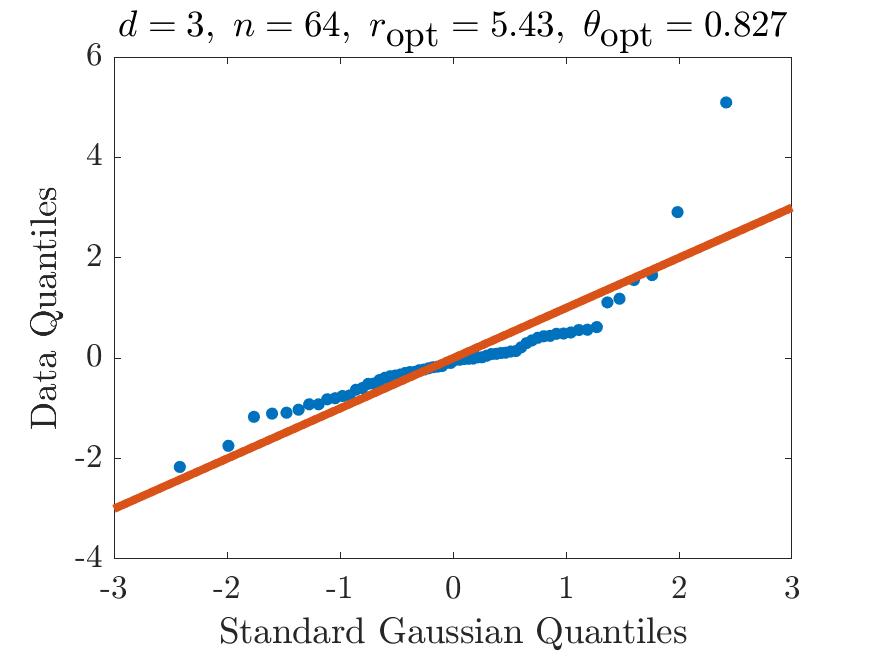 d = 3, n = 64, r_opt = 5.43, θ_opt = 0.827
6
4
2
0
-2
-4
Data Quantiles
-3 -2 -1 0 1 2 3
Standard Gaussian Quantiles